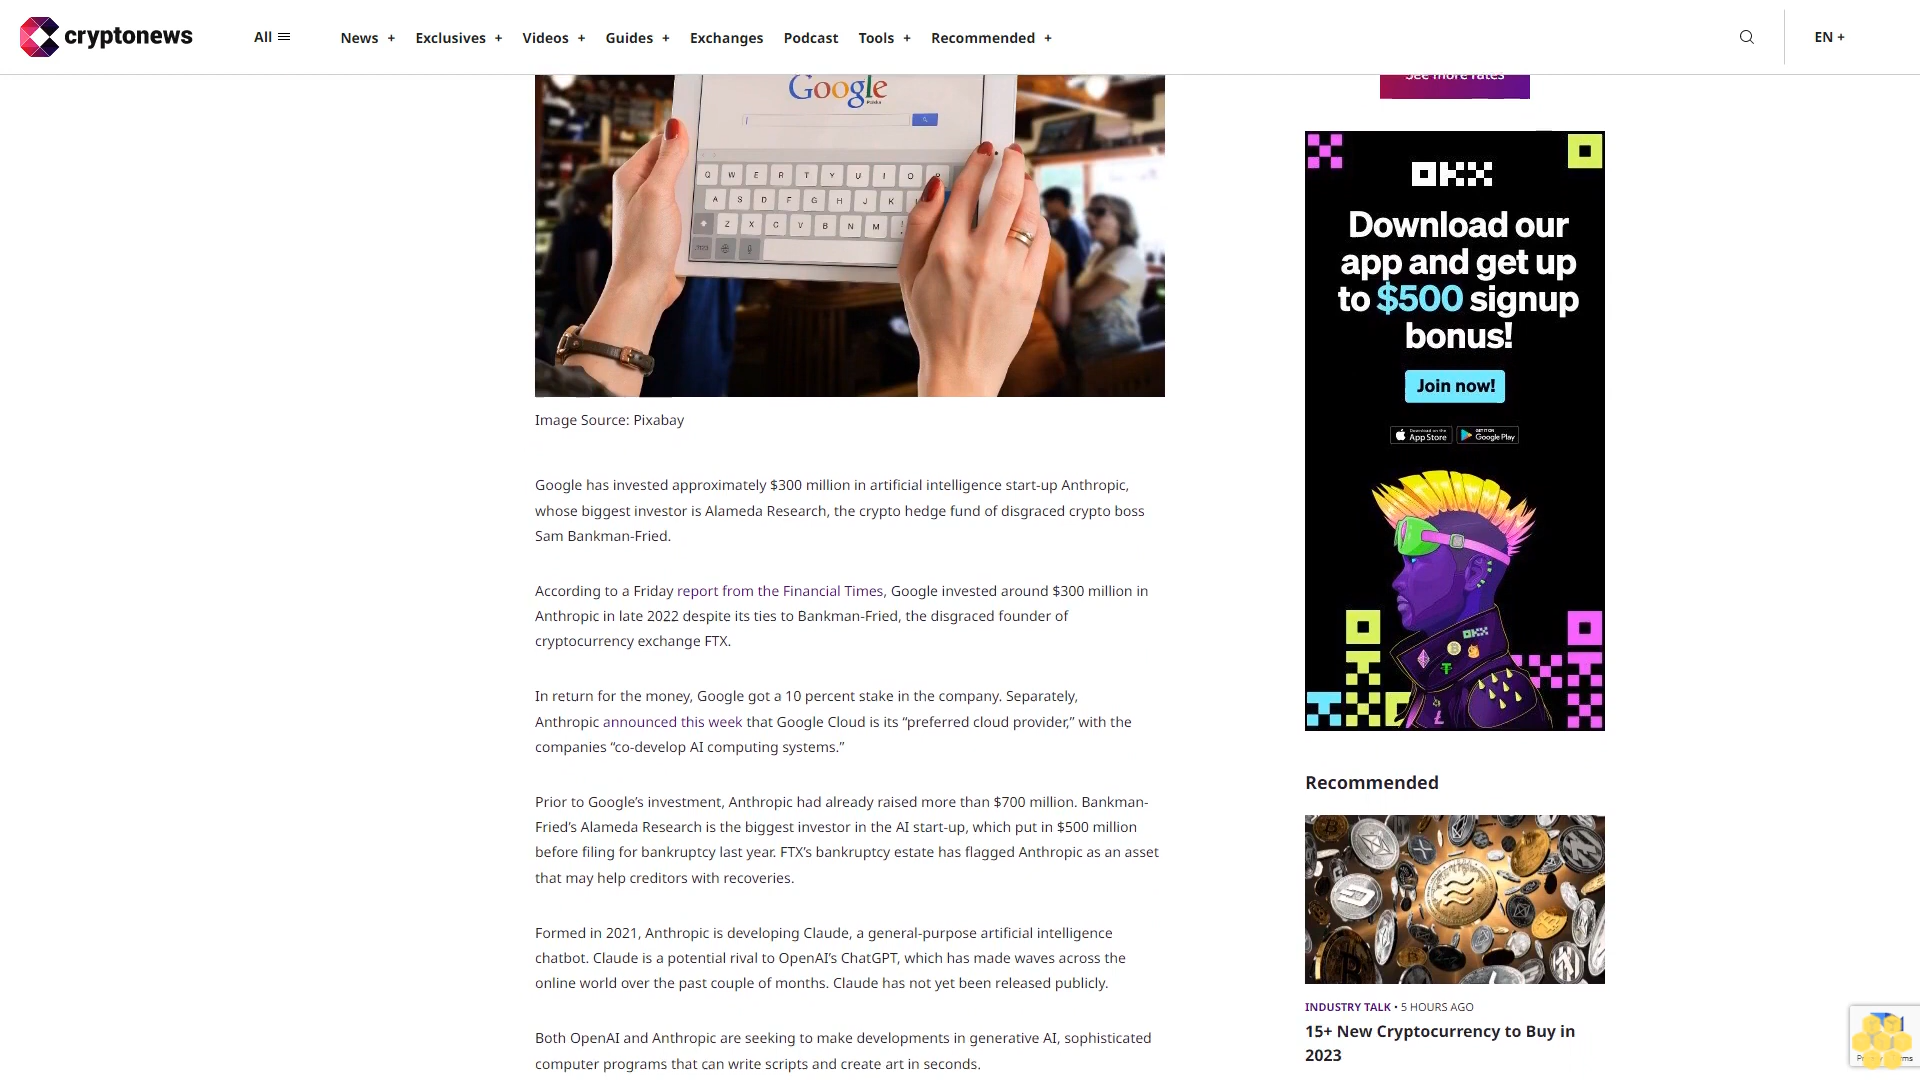 cryptonews
All
News +
Exclusives +
Videos +
Guides +
Exchanges
Podcast
Tools +
Recommended +
EN +
Google
Q W E R T Y U I O
A S D F G H J K
Z X C V B N M
Image Source: Pixabay
Google has invested approximately $300 million in artificial intelligence start-up Anthropic,
whose biggest investor is Alameda Research, the crypto hedge fund of disgraced crypto boss
Sam Bankman-Fried.
According to a Friday report from the Financial Times, Google invested around $300 million in
Anthropic in late 2022 despite its ties to Bankman-Fried, the disgraced founder of
cryptocurrency exchange FTX.
In return for the money, Google got a 10 percent stake in the company. Separately,
Anthropic announced this week that Google Cloud is its “preferred cloud provider,” with the
companies “co-develop AI computing systems.”
Prior to Google’s investment, Anthropic had already raised more than $700 million. Bankman-
Fried’s Alameda Research is the biggest investor in the AI start-up, which put in $500 million
before filing for bankruptcy last year. FTX’s bankruptcy estate has flagged Anthropic as an asset
that may help creditors with recoveries.
Formed in 2021, Anthropic is developing Claude, a general-purpose artificial intelligence
chatbot. Claude is a potential rival to OpenAI’s ChatGPT, which has made waves across the
online world over the past couple of months. Claude has not yet been released publicly.
Both OpenAI and Anthropic are seeking to make developments in generative AI, sophisticated
computer programs that can write scripts and create art in seconds.
See more rates
OKX
Download our
app and get up
to $500 signup
bonus!
Join now!
Download on the
App Store
GET IT ON
Google Play
OKX
Recommended
INDUSTRY TALK • 5 HOURS AGO
15+ New Cryptocurrency to Buy in
2023